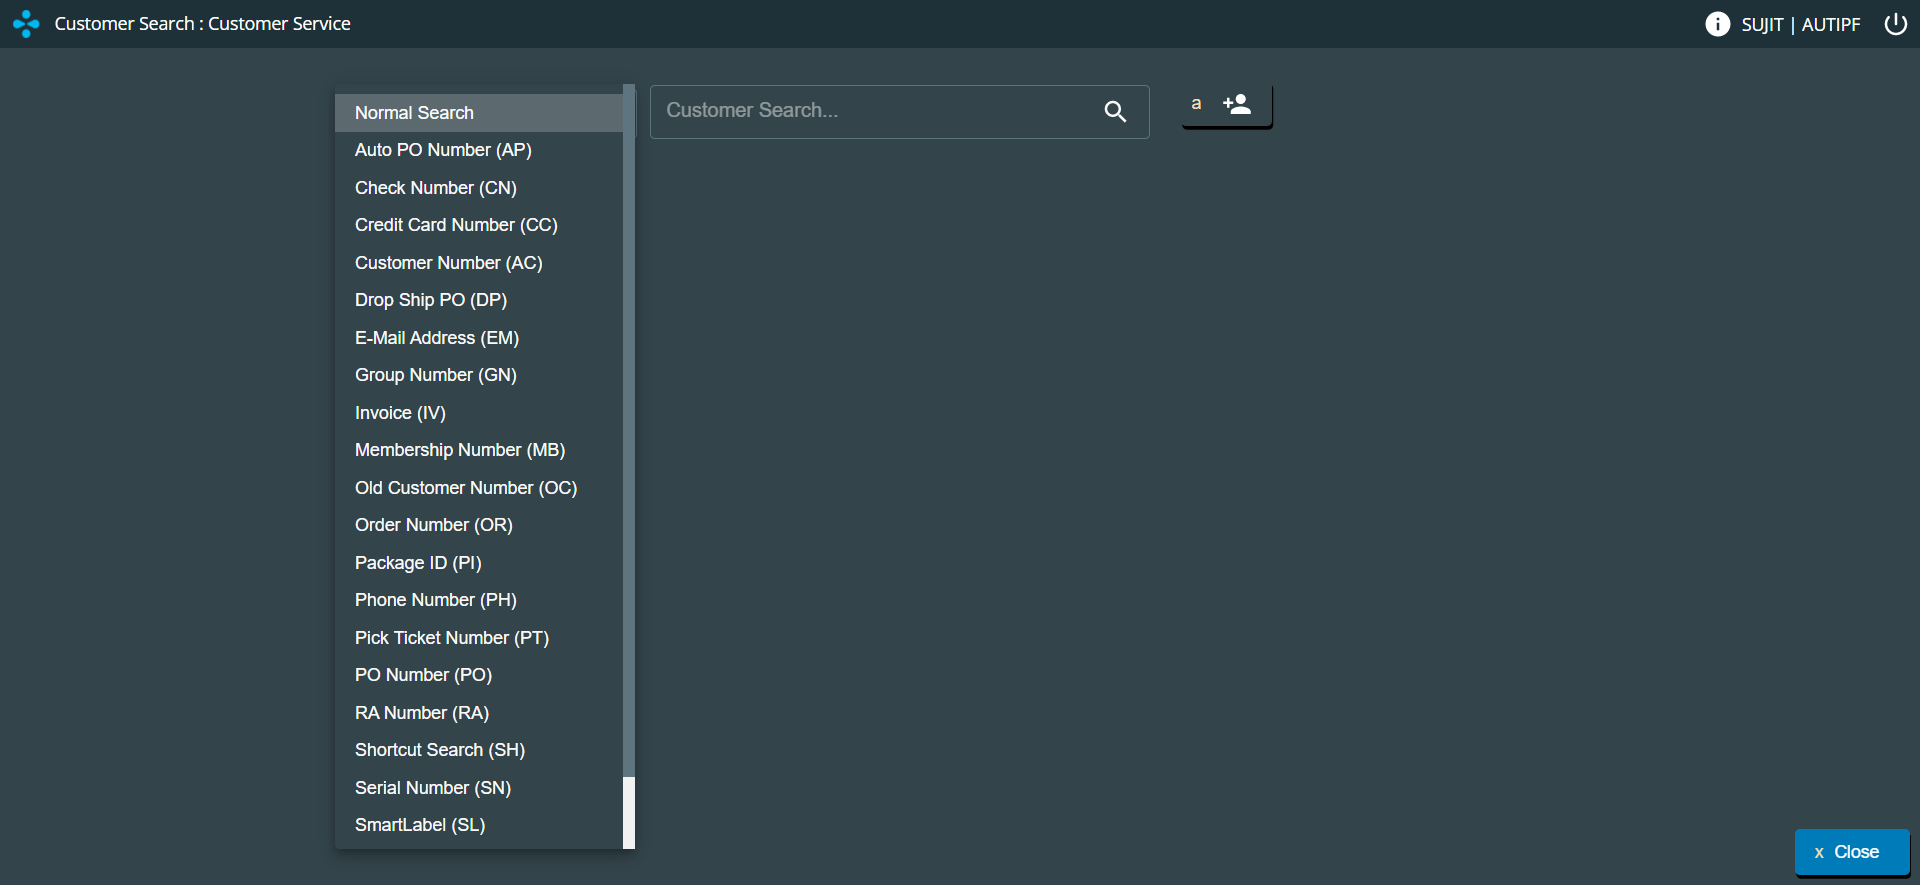 Customer Search : Customer Service
SUJIT | AUTIPF
Normal Search
Auto PO Number (AP)
Check Number (CN)
Credit Card Number (CC)
Customer Number (AC)
Drop Ship PO (DP)
E-Mail Address (EM)
Group Number (GN)
Invoice (IV)
Membership Number (MB)
Old Customer Number (OC)
Order Number (OR)
Package ID (PI)
Phone Number (PH)
Pick Ticket Number (PT)
PO Number (PO)
RA Number (RA)
Shortcut Search (SH)
Serial Number (SN)
SmartLabel (SL)
Customer Search...
a
x Close